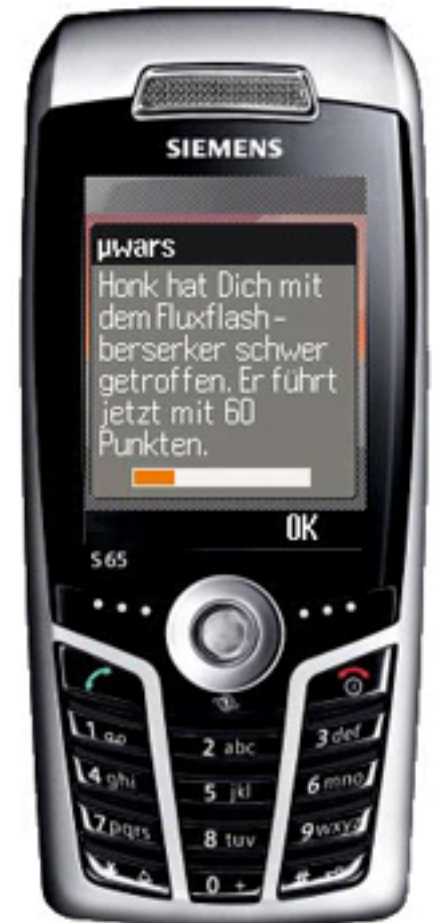 SIEMENS
µwars
Honk hat Dich mit
dem Fluxflash-
berserker schwer
getroffen. Er führt
jetzt mit 60
Punkten.
OK
S65
1
2 abc
3 def
4 ghi
5 jkl
6 mno
7 pqrs
8 tuv
9 wxyz
0 +
#